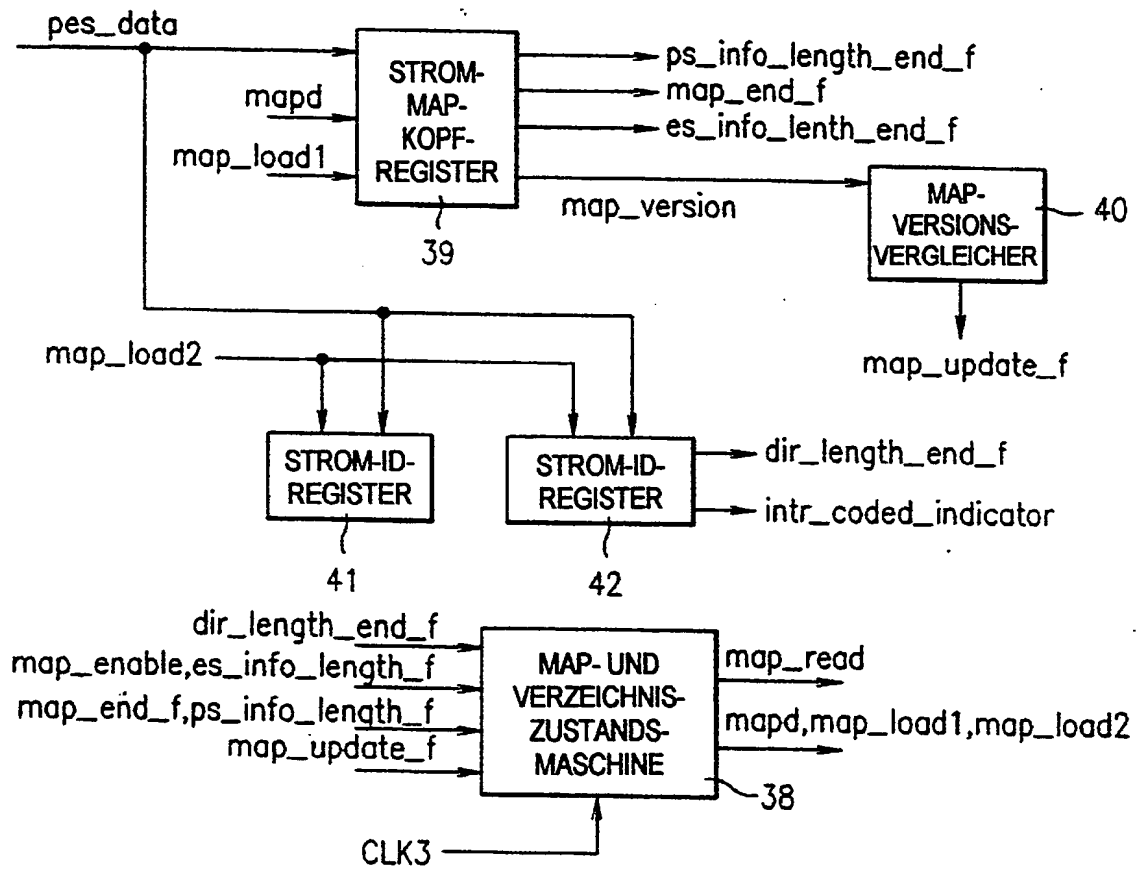 pes_data
mapd
map_load1
STROM-
MAP-
KOPF-
REGISTER
39
ps_info_length_end_f
map_end_f
es_info_lenth_end_f
map_version
MAP-
VERSIONS-
VERGLEICHER
40
map_update_f
map_load2
STROM-ID-
REGISTER
41
STROM-ID-
REGISTER
42
dir_length_end_f
intr_coded_indicator
dir_length_end_f
map_enable,es_info_length_f
map_end_f,ps_info_length_f
map_update_f
MAP- UND
VERZEICHNIS-
ZUSTANDS-
MASCHINE
38
map_read
mapd,map_load1,map_load2
CLK3